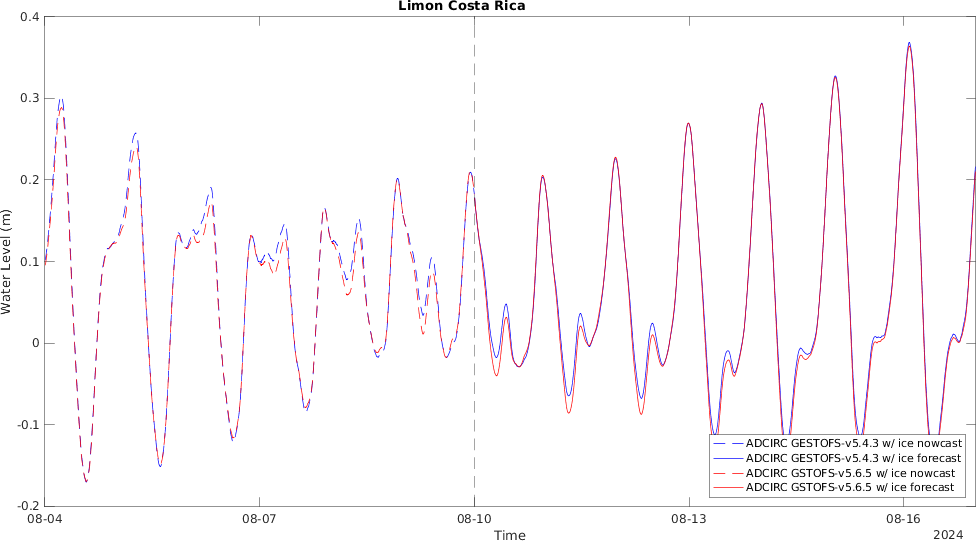 Limon Costa Rica
0.4
0.3
0.2
0.1
0
-0.1
-0.2
Water Level (m)
ADCIRC GESTOFS-v5.4.3 w/ ice nowcast
ADCIRC GESTOFS-v5.4.3 w/ ice forecast
ADCIRC GSTOFS-v5.6.5 w/ ice nowcast
ADCIRC GSTOFS-v5.6.5 w/ ice forecast
08-04 08-07 08-10 08-13 08-16
Time
2024